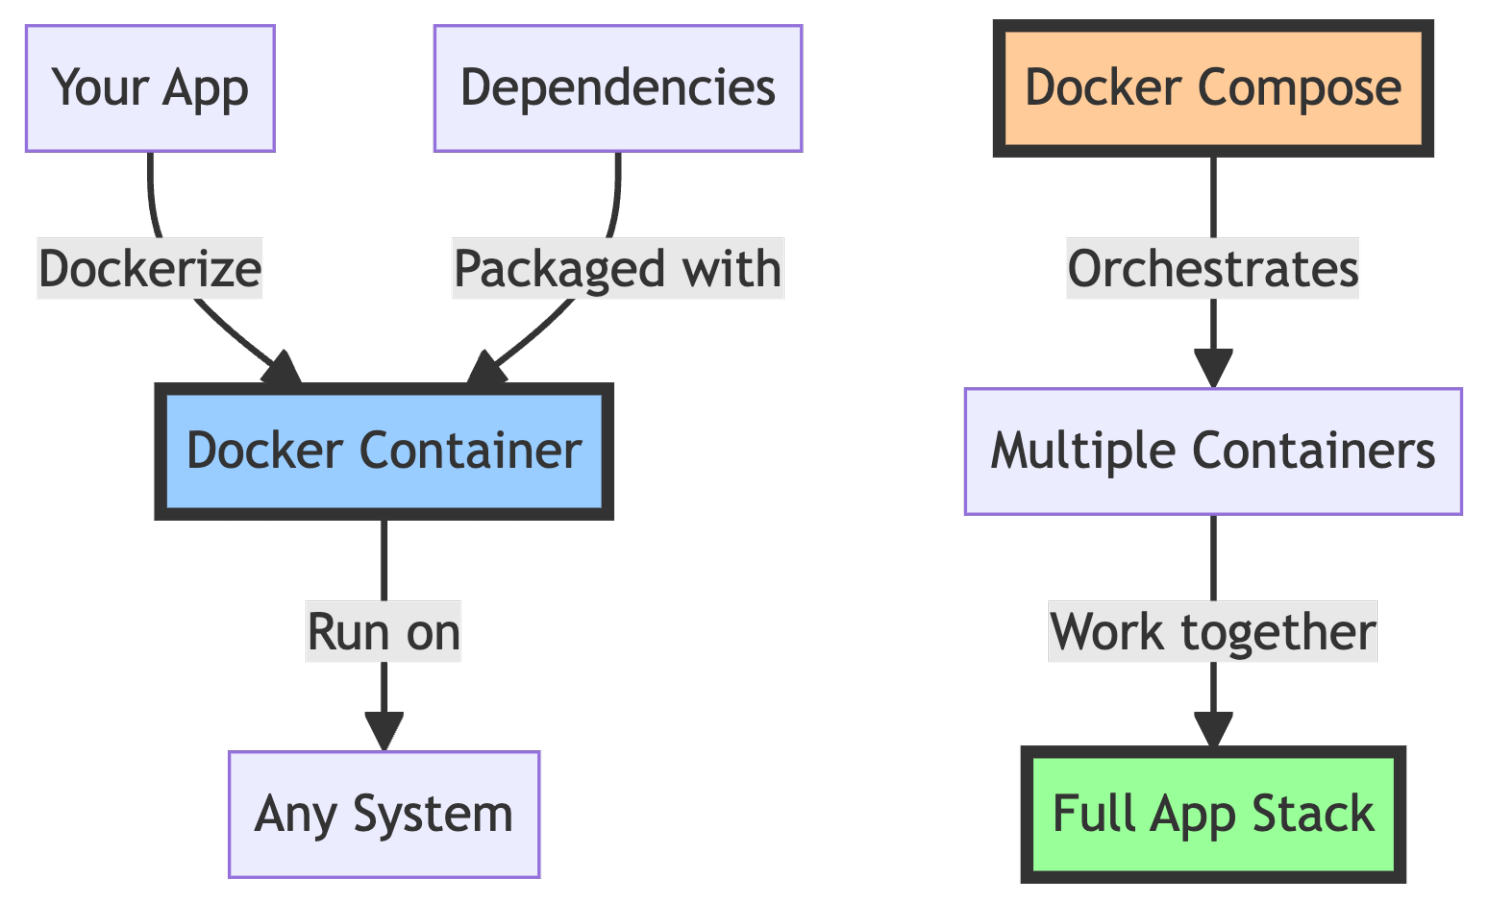 Your App
Dependencies
Docker Compose
Dockerize
Packaged with
Orchestrates
Docker Container
Multiple Containers
Run on
Work together
Any System
Full App Stack